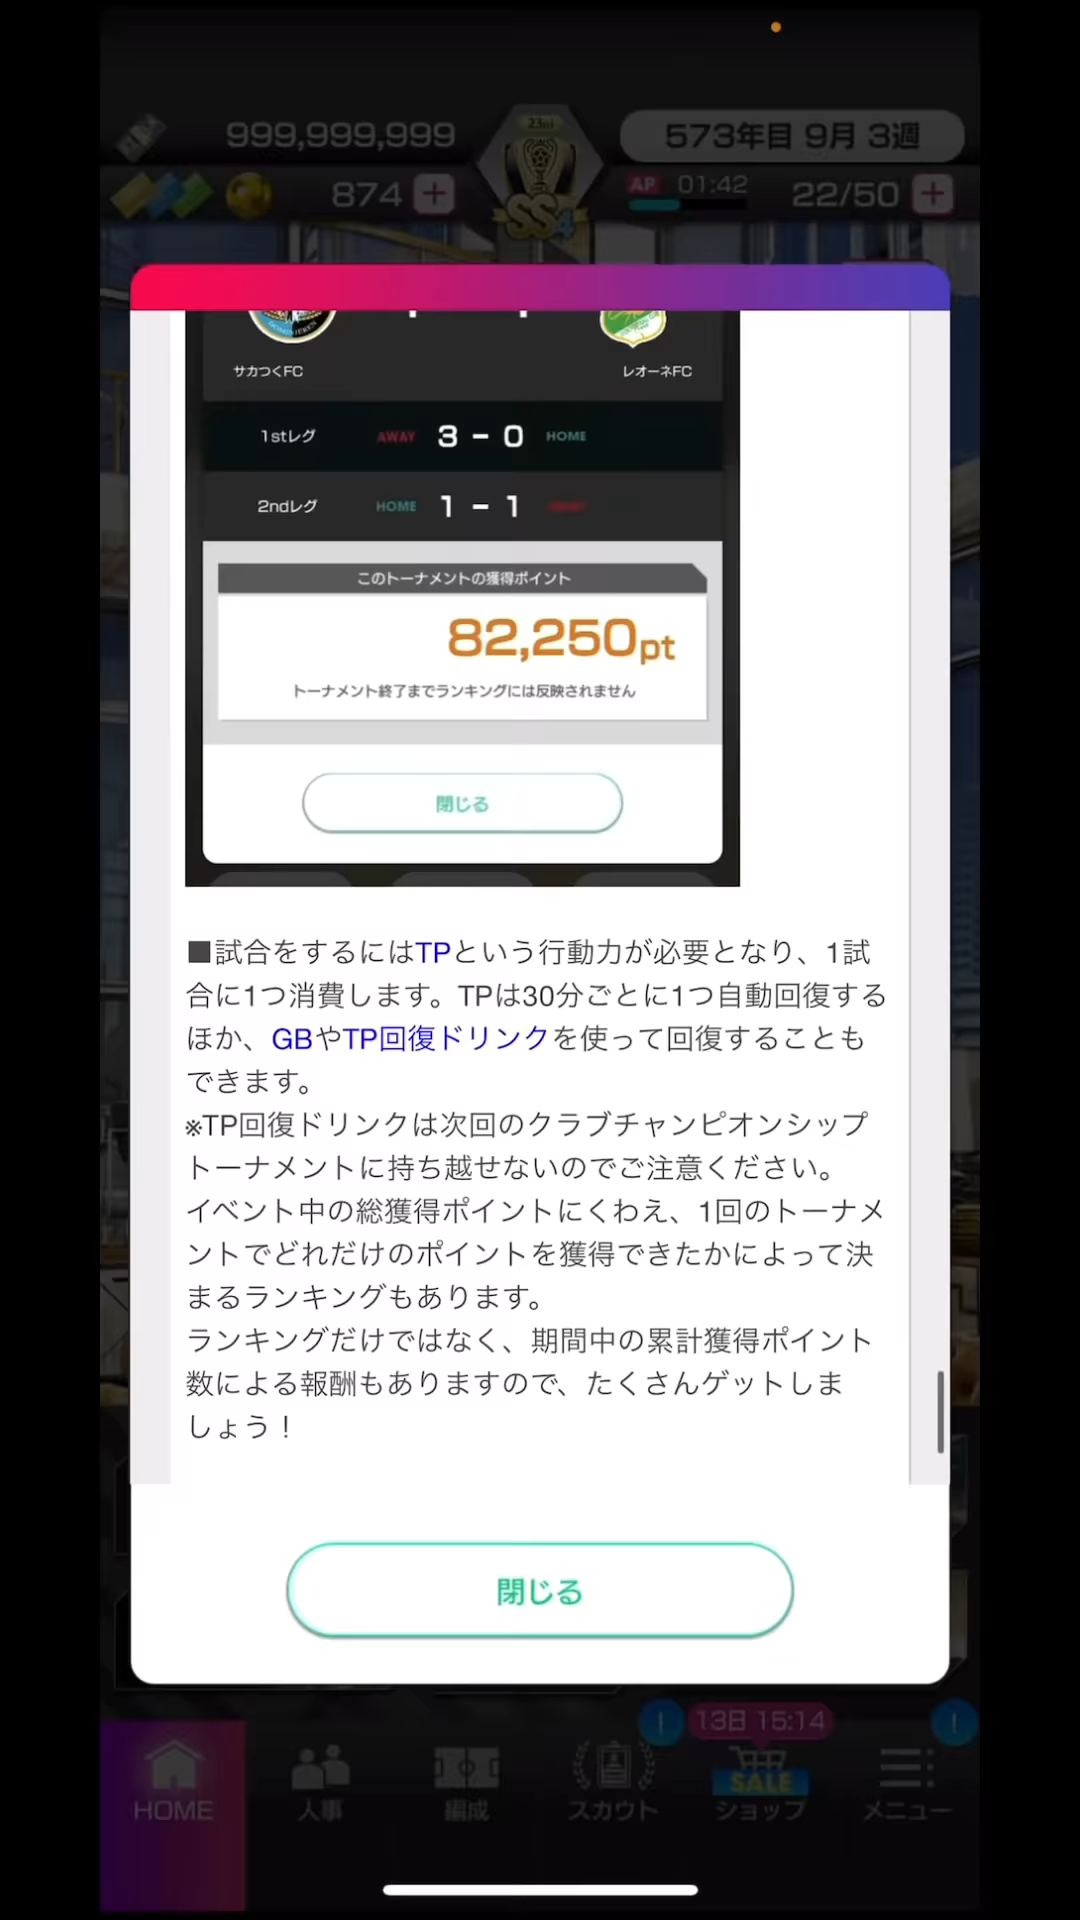 23rd
999,999,999
573年目 9月 3週
874
SS4
AP 01:42
22/50
サカつくFC
レオーネFC
1stレグ AWAY 3 - 0 HOME
2ndレグ HOME 1 - 1
このトーナメントの獲得ポイント
82,250pt
トーナメント終了までランキングには反映されません
閉じる
■試合をするにはTPという行動力が必要となり、1試
合に1つ消費します。TPは30分ごとに1つ自動回復する
ほか、GBやTP回復ドリンクを使って回復することも
できます。
※TP回復ドリンクは次回のクラブチャンピオンシップ
トーナメントに持ち越せないのでご注意ください。
イベント中の総獲得ポイントにくわえ、1回のトーナメ
ントでどれだけのポイントを獲得できたかによって決
まるランキングもあります。
ランキングだけではなく、期間中の累計獲得ポイント
数による報酬もありますので、たくさんゲットしま
しょう！
閉じる
13日 15:14
SALE
HOME
人事
編成
スカウト
ショップ
メニュー